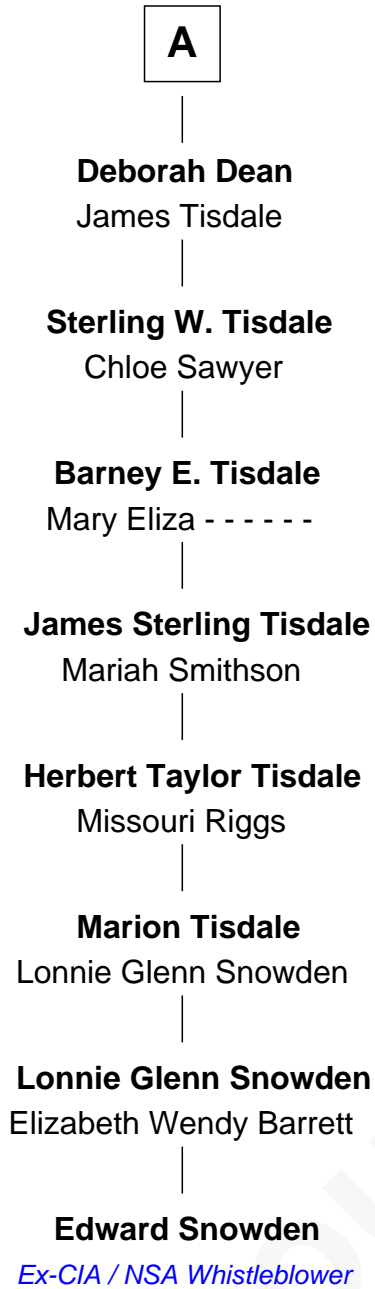 A
Deborah Dean
James Tisdale
Sterling W. Tisdale
Chloe Sawyer
Barney E. Tisdale
Mary Eliza - - - - - -
James Sterling Tisdale
Mariah Smithson
Herbert Taylor Tisdale
Missouri Riggs
Marion Tisdale
Lonnie Glenn Snowden
Lonnie Glenn Snowden
Elizabeth Wendy Barrett
Edward Snowden
Ex-CIA / NSA Whistleblower